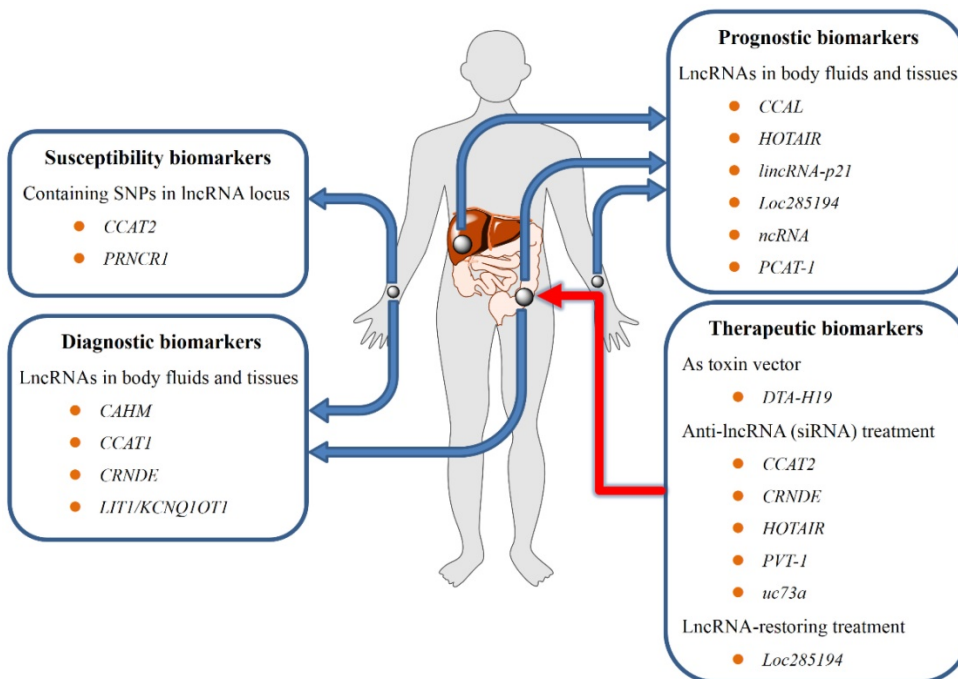 Susceptibility biomarkers
Containing SNPs in lncRNA locus
CCAT2
PRNCR1
Diagnostic biomarkers
LncRNAs in body fluids and tissues
CAHM
CCAT1
CRNDE
LIT1/KCNQ1OT1
Prognostic biomarkers
LncRNAs in body fluids and tissues
CCAL
HOTAIR
lincRNA-p21
Loc285194
ncRNA
PCAT-1
Therapeutic biomarkers
As toxin vector
DTA-H19
Anti-lncRNA (siRNA) treatment
CCAT2
CRNDE
HOTAIR
PVT-1
uc73a
LncRNA-restoring treatment
Loc285194